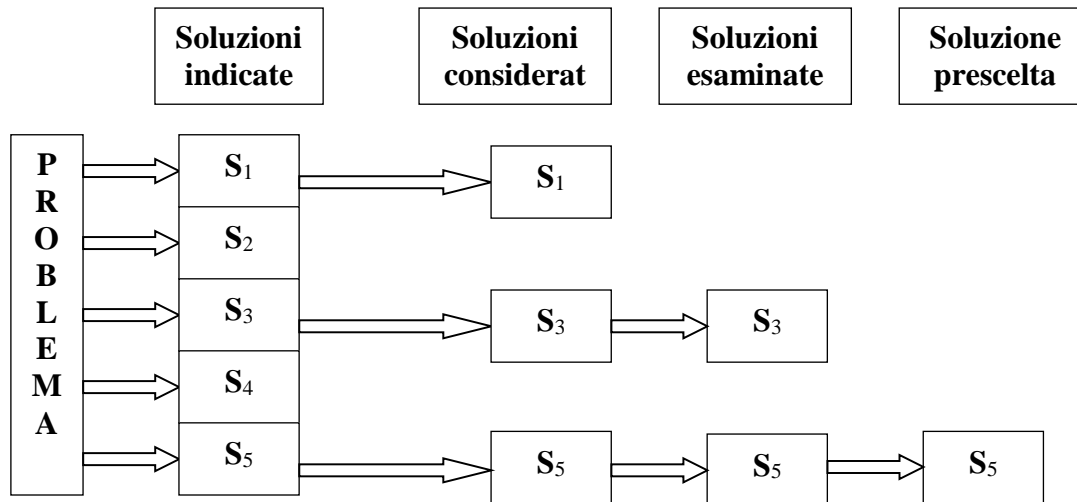 Soluzioni
indicate
Soluzioni
considerat
Soluzioni
esaminate
Soluzione
prescelta
P
R
O
B
L
E
M
A
S1
S1
S2
S3
S3
S3
S4
S5
S5
S5
S5